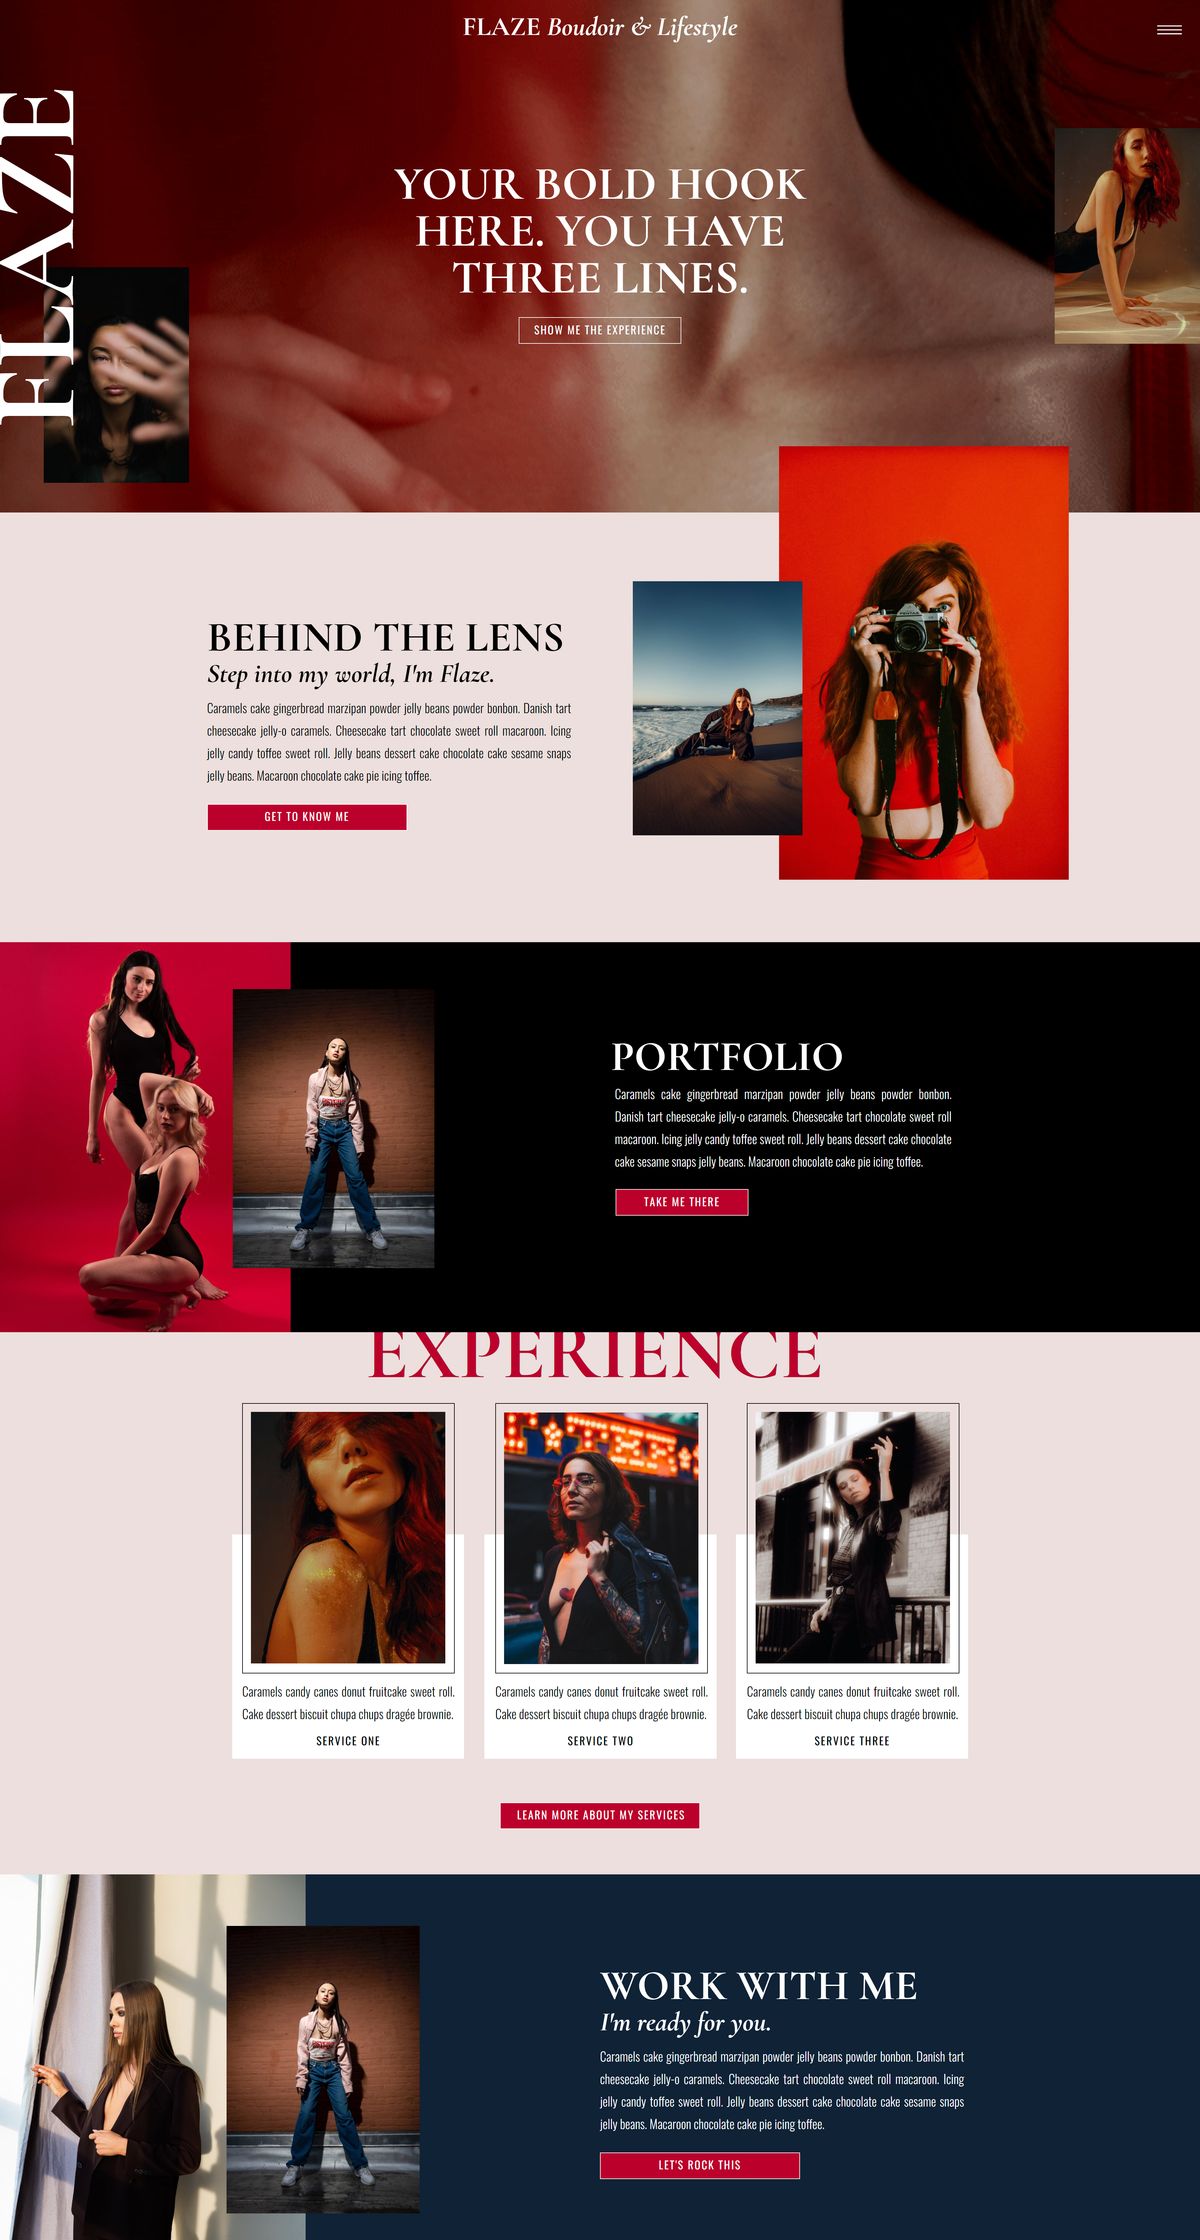 FLAZE Boudoir & Lifestyle
FLAZE
YOUR BOLD HOOK
HERE. YOU HAVE
THREE LINES.
SHOW ME THE EXPERIENCE
BEHIND THE LENS
Step into my world, I'm Flaze.
Caramels cake gingerbread marzipan powder jelly beans powder bonbon. Danish tart
cheesecake jelly-o caramels. Cheesecake tart chocolate sweet roll macaroon. Icing
jelly candy toffee sweet roll. Jelly beans dessert cake chocolate cake sesame snaps
jelly beans. Macaroon chocolate cake pie icing toffee.
GET TO KNOW ME
PORTFOLIO
Caramels cake gingerbread marzipan powder jelly beans powder bonbon.
Danish tart cheesecake jelly-o caramels. Cheesecake tart chocolate sweet roll
macaroon. Icing jelly candy toffee sweet roll. Jelly beans dessert cake chocolate
cake sesame snaps jelly beans. Macaroon chocolate cake pie icing toffee.
TAKE ME THERE
EXPERIENCE
Caramels candy canes donut fruitcake sweet roll.
Cake dessert biscuit chupa chups dragée brownie.
SERVICE ONE
Caramels candy canes donut fruitcake sweet roll.
Cake dessert biscuit chupa chups dragée brownie.
SERVICE TWO
Caramels candy canes donut fruitcake sweet roll.
Cake dessert biscuit chupa chups dragée brownie.
SERVICE THREE
LEARN MORE ABOUT MY SERVICES
WORK WITH ME
I'm ready for you.
Caramels cake gingerbread marzipan powder jelly beans powder bonbon. Danish tart
cheesecake jelly-o caramels. Cheesecake tart chocolate sweet roll macaroon. Icing
jelly candy toffee sweet roll. Jelly beans dessert cake chocolate cake sesame snaps
jelly beans. Macaroon chocolate cake pie icing toffee.
LET'S ROCK THIS